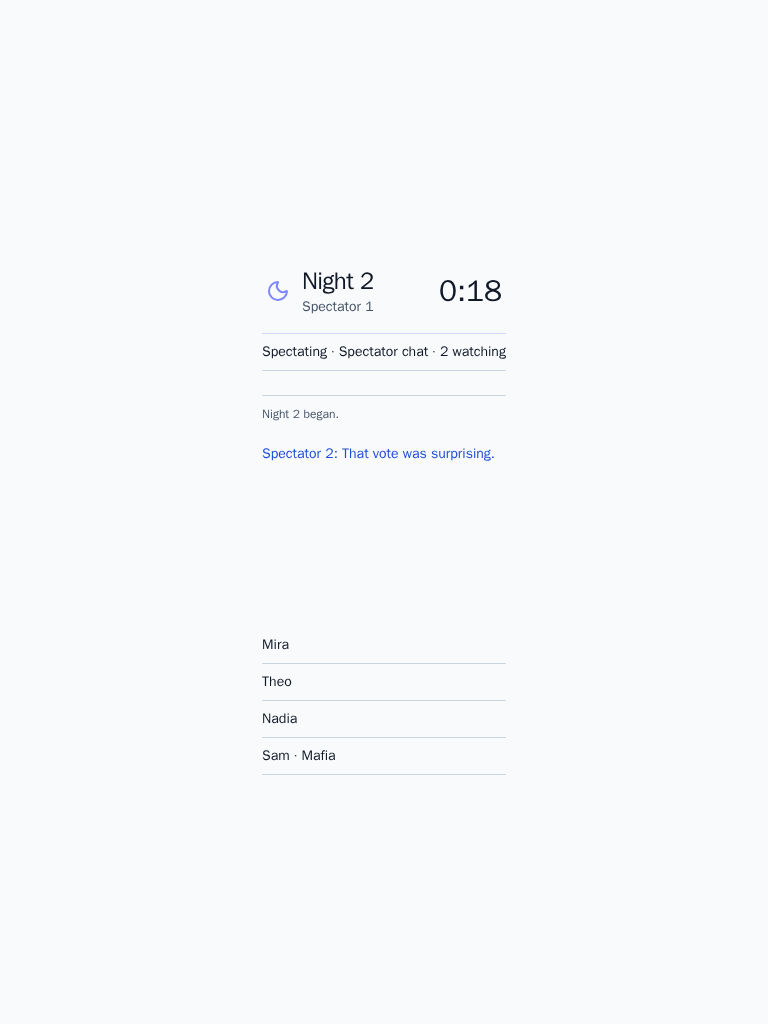 Night 2
Spectator 1
0:18
Spectating · Spectator chat · 2 watching
Night 2 began.
Spectator 2: That vote was surprising.
Mira
Theo
Nadia
Sam · Mafia